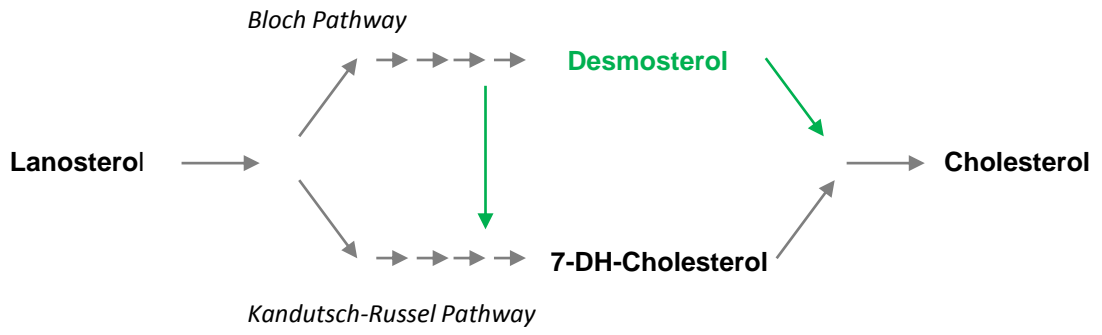 Bloch Pathway
Desmosterol
Lanosterol
Cholesterol
7-DH-Cholesterol
Kandutsch-Russel Pathway